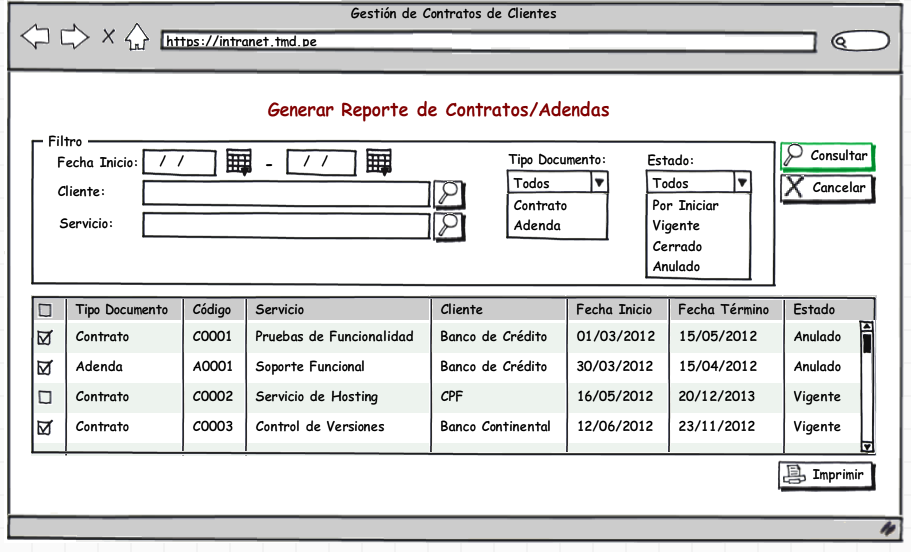 Gestión de Contratos de Clientes
https://intranet.tmd.pe
Generar Reporte de Contratos/Adendas
Filtro
Fecha Inicio: / / - / /
Cliente:
Servicio:
Tipo Documento:
Todos
Contrato
Adenda
Estado:
Todos
Por Iniciar
Vigente
Cerrado
Anulado
Consultar
Cancelar
Tipo Documento Código Servicio Cliente Fecha Inicio Fecha Término Estado
Contrato C0001 Pruebas de Funcionalidad Banco de Crédito 01/03/2012 15/05/2012 Anulado
Adenda A0001 Soporte Funcional Banco de Crédito 30/03/2012 15/04/2012 Anulado
Contrato C0002 Servicio de Hosting CPF 16/05/2012 20/12/2013 Vigente
Contrato C0003 Control de Versiones Banco Continental 12/06/2012 23/11/2012 Vigente
Imprimir